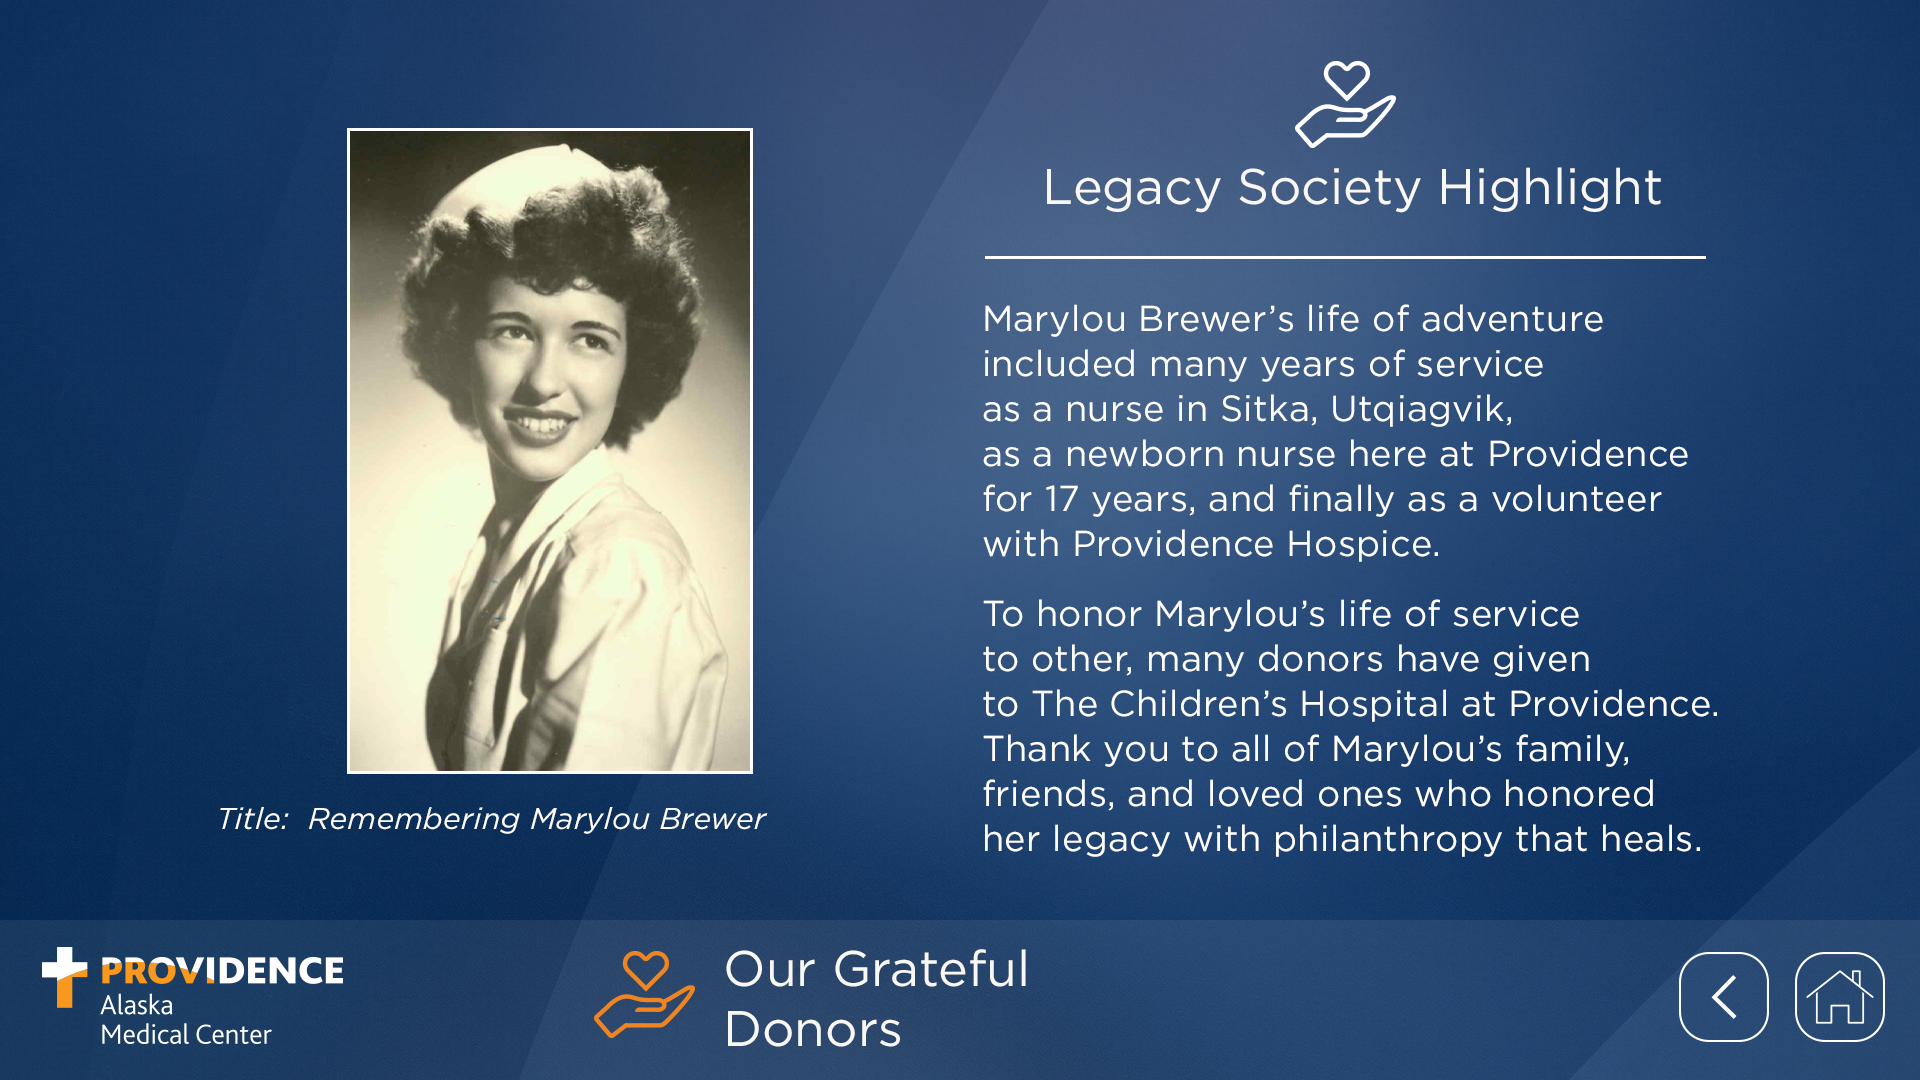 Legacy Society Highlight
Marylou Brewer’s life of adventure
included many years of service
as a nurse in Sitka, Utqiagvik,
as a newborn nurse here at Providence
for 17 years, and finally as a volunteer
with Providence Hospice.
To honor Marylou’s life of service
to other, many donors have given
to The Children’s Hospital at Providence.
Thank you to all of Marylou’s family,
friends, and loved ones who honored
her legacy with philanthropy that heals.
Title:  Remembering Marylou Brewer
PROVIDENCE
Alaska
Medical Center
Our Grateful
Donors